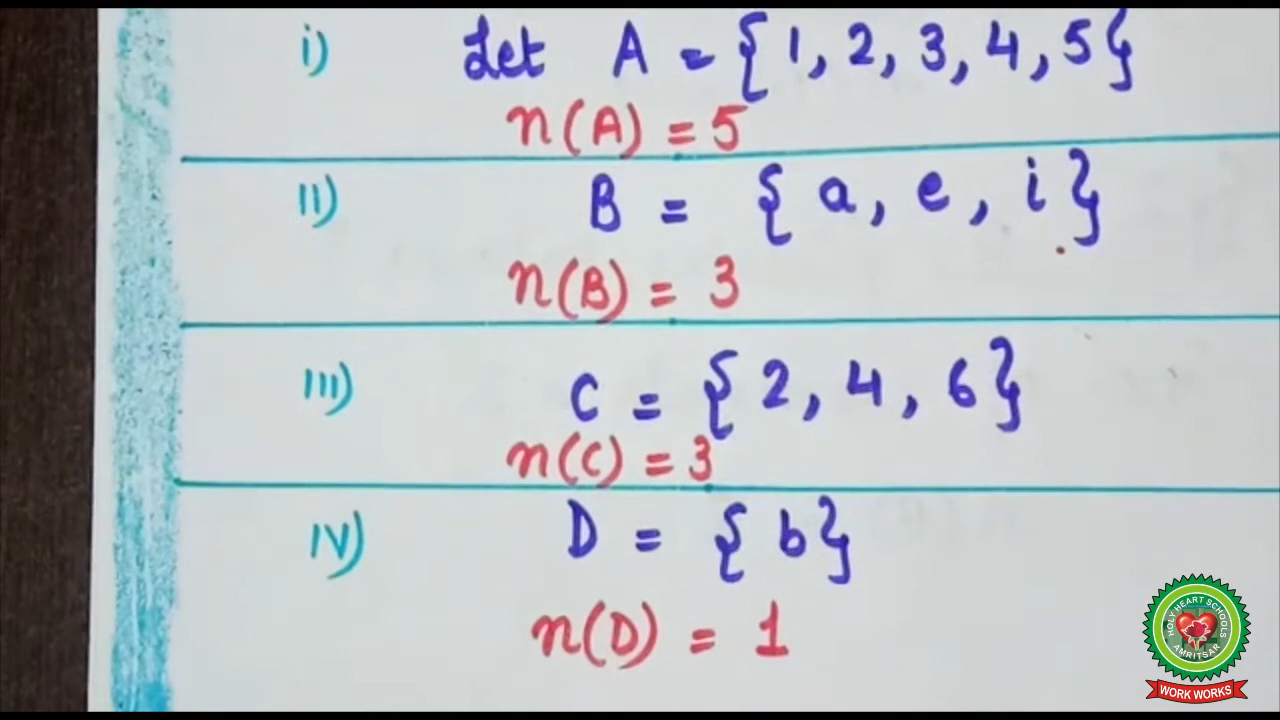 i) Let A = {1, 2, 3, 4, 5}
n(A) = 5
II) B = {a, e, i}
n(B) = 3
III) C = {2, 4, 6}
n(C) = 3
IV) D = {b}
n(D) = 1
HOLY HEART SCHOOLS
AMRITSAR
WORK WORKS